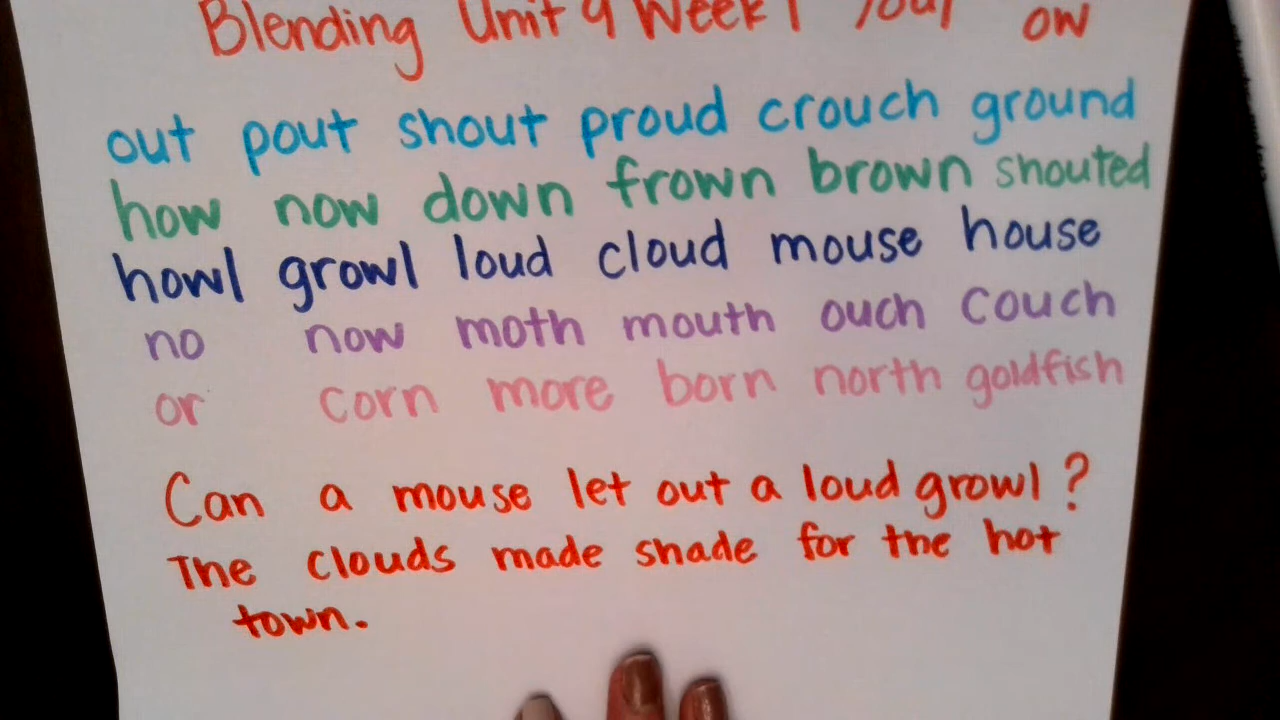 Blending Unit 9 Week 1 /ou/ ow
out pout shout proud crouch ground
how now down frown brown shouted
howl growl loud cloud mouse house
no now moth mouth ouch couch
or corn more born north goldfish
Can a mouse let out a loud growl?
The clouds made shade for the hot
town.